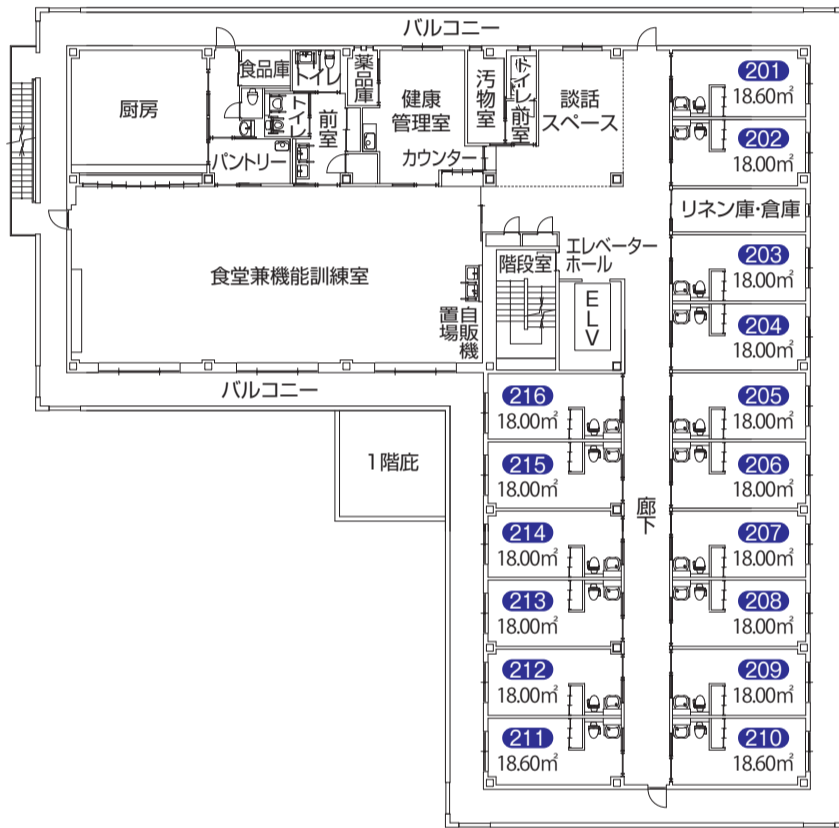 バルコニー
厨房
食品庫
トイレ
薬品庫
健康
管理室
汚物室
トイレ
前室
談話
スペース
トイレ
前室
パントリー
カウンター
201
18.60㎡
202
18.00㎡
リネン庫・倉庫
食堂兼機能訓練室
自販機
置場
階段室
エレベーター
ホール
ELV
203
18.00㎡
204
18.00㎡
バルコニー
1階庇
廊下
216
18.00㎡
205
18.00㎡
215
18.00㎡
206
18.00㎡
214
18.00㎡
207
18.00㎡
213
18.00㎡
208
18.00㎡
212
18.00㎡
209
18.00㎡
211
18.60㎡
210
18.60㎡